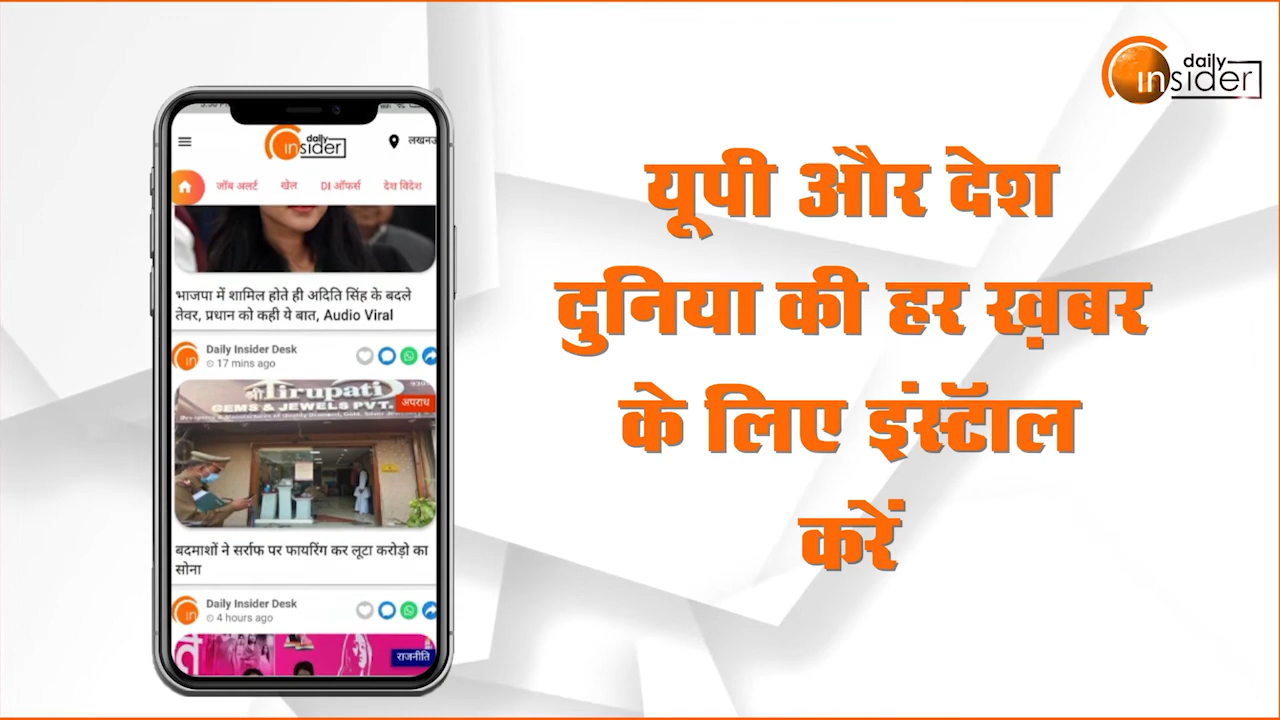 daily
insider
यूपी और देश
दुनिया की हर ख़बर
के लिए इंस्टॉल
करें
daily
insider
लखनऊ
जॉब अलर्ट खेल DI ऑफर्स देश विदेश
भाजपा में शामिल होते ही अदिति सिंह के बदले
तेवर, प्रधान को कही ये बात, Audio Viral
Daily Insider Desk
17 mins ago
श्री Tirupati
GEMS & JEWELS PVT.
अपराध
बदमाशों ने सर्राफ पर फायरिंग कर लूटा करोड़ो का
सोना
Daily Insider Desk
4 hours ago
राजनीति